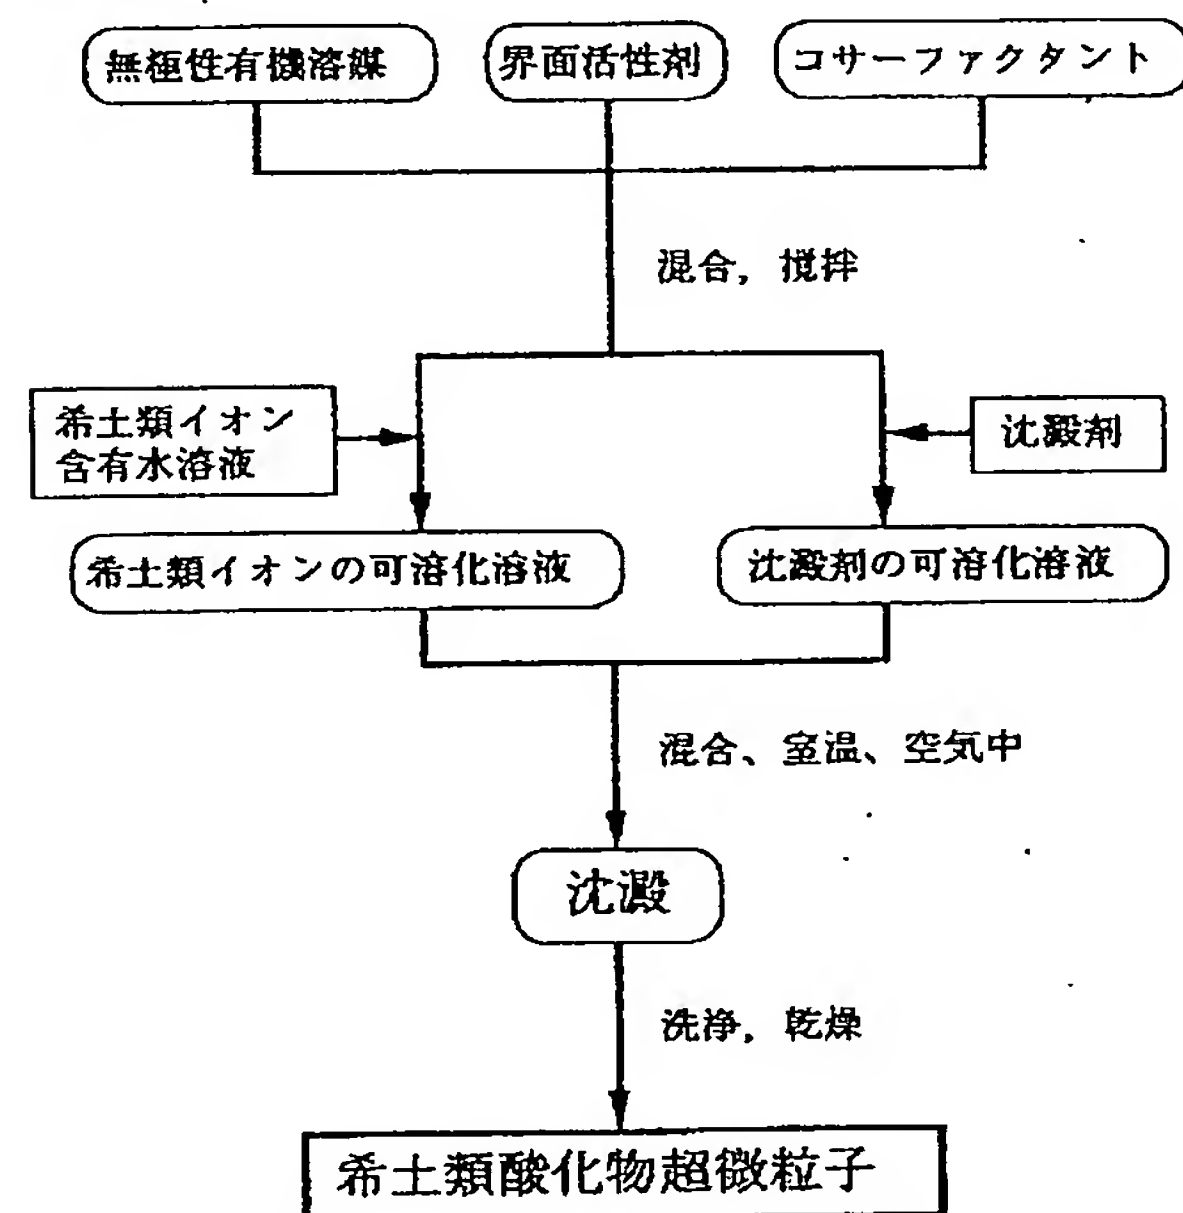 無極性有機溶媒
界面活性剤
コサーファクタント
混合，撹拌
希土類イオン
含有水溶液
沈澱剤
希土類イオンの可溶化溶液
沈澱剤の可溶化溶液
混合、室温、空気中
沈澱
洗浄，乾燥
希土類酸化物超微粒子